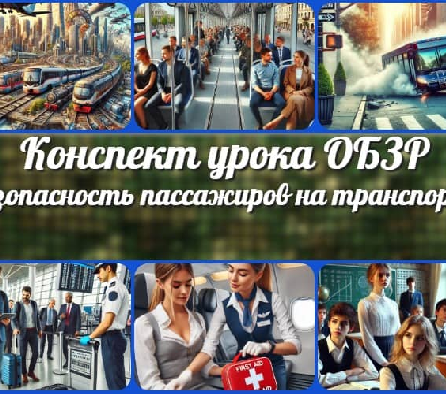 Конспект урока ОБЗР
зопасность пассажиров на транспор
FIRST AID